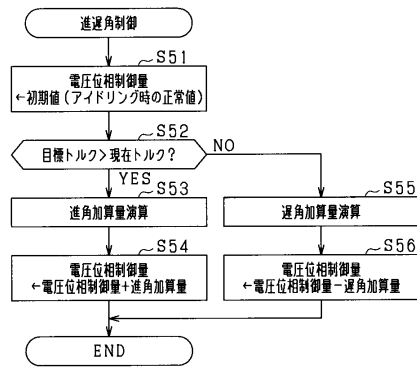 進遅角制御
S51
電圧位相制御量
←初期値(アイドリング時の正常値)
S52
目標トルク>現在トルク?
NO
YES
S53
進角加算量演算
S55
遅角加算量演算
S54
電圧位相制御量
←電圧位相制御量+進角加算量
S56
電圧位相制御量
←電圧位相制御量-遅角加算量
END